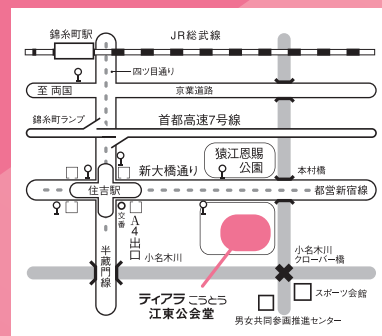 錦糸町駅
JR総武線
四ツ目通り
至 両国
京葉道路
錦糸町ランプ
首都高速7号線
猿江恩賜
公園
新大橋通り
本村橋
住吉駅
都営新宿線
交番
A4出口
半蔵門線
小名木川
小名木川
クローバー橋
スポーツ会館
ティアラこうとう
江東公会堂
男女共同参画推進センター